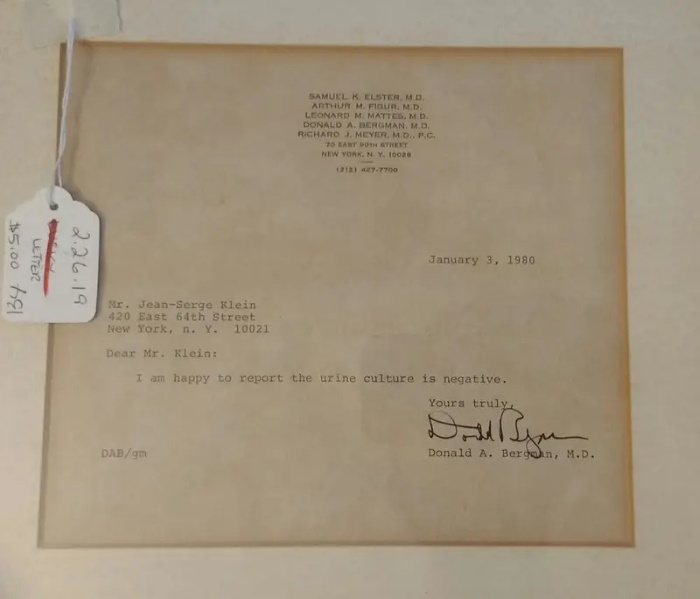 SAMUEL K. ELSTER, M.D.
ARTHUR M. FIGUR, M.D.
LEONARD M. MATTES, M.D.
DONALD A. BERGMAN, M.D.
RICHARD J. MEYER, M.D., P.C.
70 EAST 90TH STREET
NEW YORK, N. Y. 10028
(212) 427-7700
January 3, 1980
Mr. Jean-Serge Klein
420 East 64th Street
New York, n. Y. 10021
Dear Mr. Klein:
I am happy to report the urine culture is negative.
Yours truly,
Donald Bergman
Donald A. Bergman, M.D.
DAB/gm
2.26.19
LETTER
$5.00